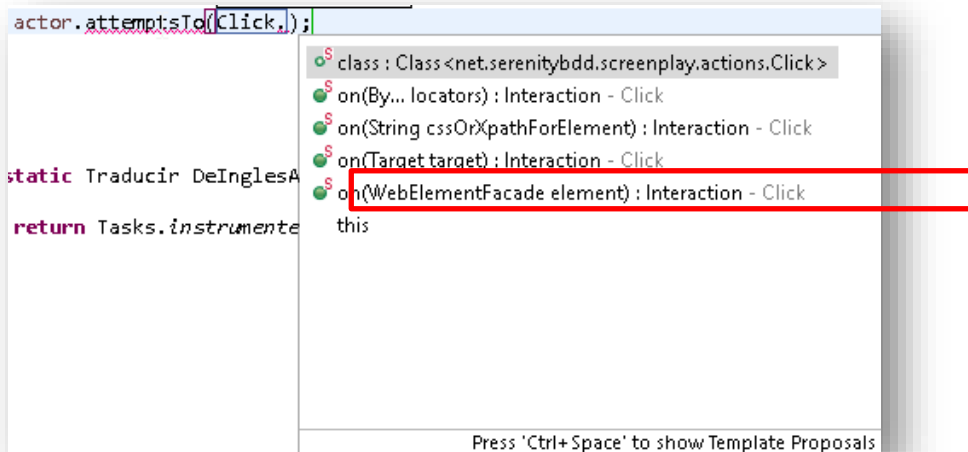 actor.attemptsTo(Click.);
class : Class<net.serenitybdd.screenplay.actions.Click>
on(By... locators) : Interaction - Click
on(String cssOrXpathForElement) : Interaction - Click
on(Target target) : Interaction - Click
static Traducir DeInglesA
on(WebElementFacade element) : Interaction - Click
return Tasks.instrumente
this
Press 'Ctrl+Space' to show Template Proposals